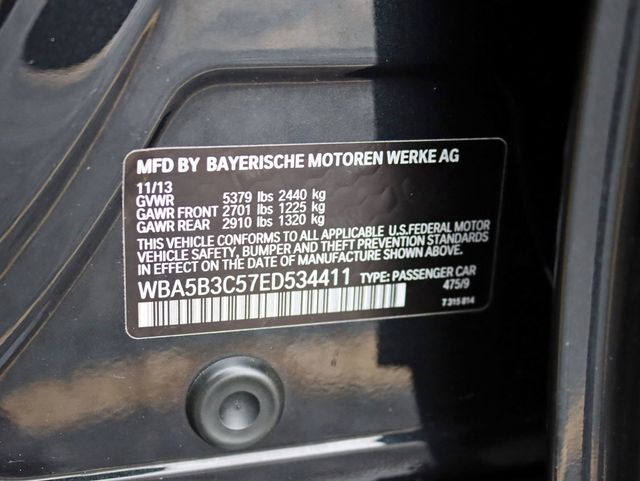 MFD BY BAYERISCHE MOTOREN WERKE AG
11/13
GVWR 5379 lbs 2440 kg
GAWR FRONT 2701 lbs 1225 kg
GAWR REAR 2910 lbs 1320 kg
THIS VEHICLE CONFORMS TO ALL APPLICABLE U.S.FEDERAL MOTOR
VEHICLE SAFETY, BUMPER AND THEFT PREVENTION STANDARDS
IN EFFECT ON THE DATE OF MANUFACTURE SHOWN ABOVE.
WBA5B3C57ED534411 TYPE: PASSENGER CAR
475/9
7 315 814